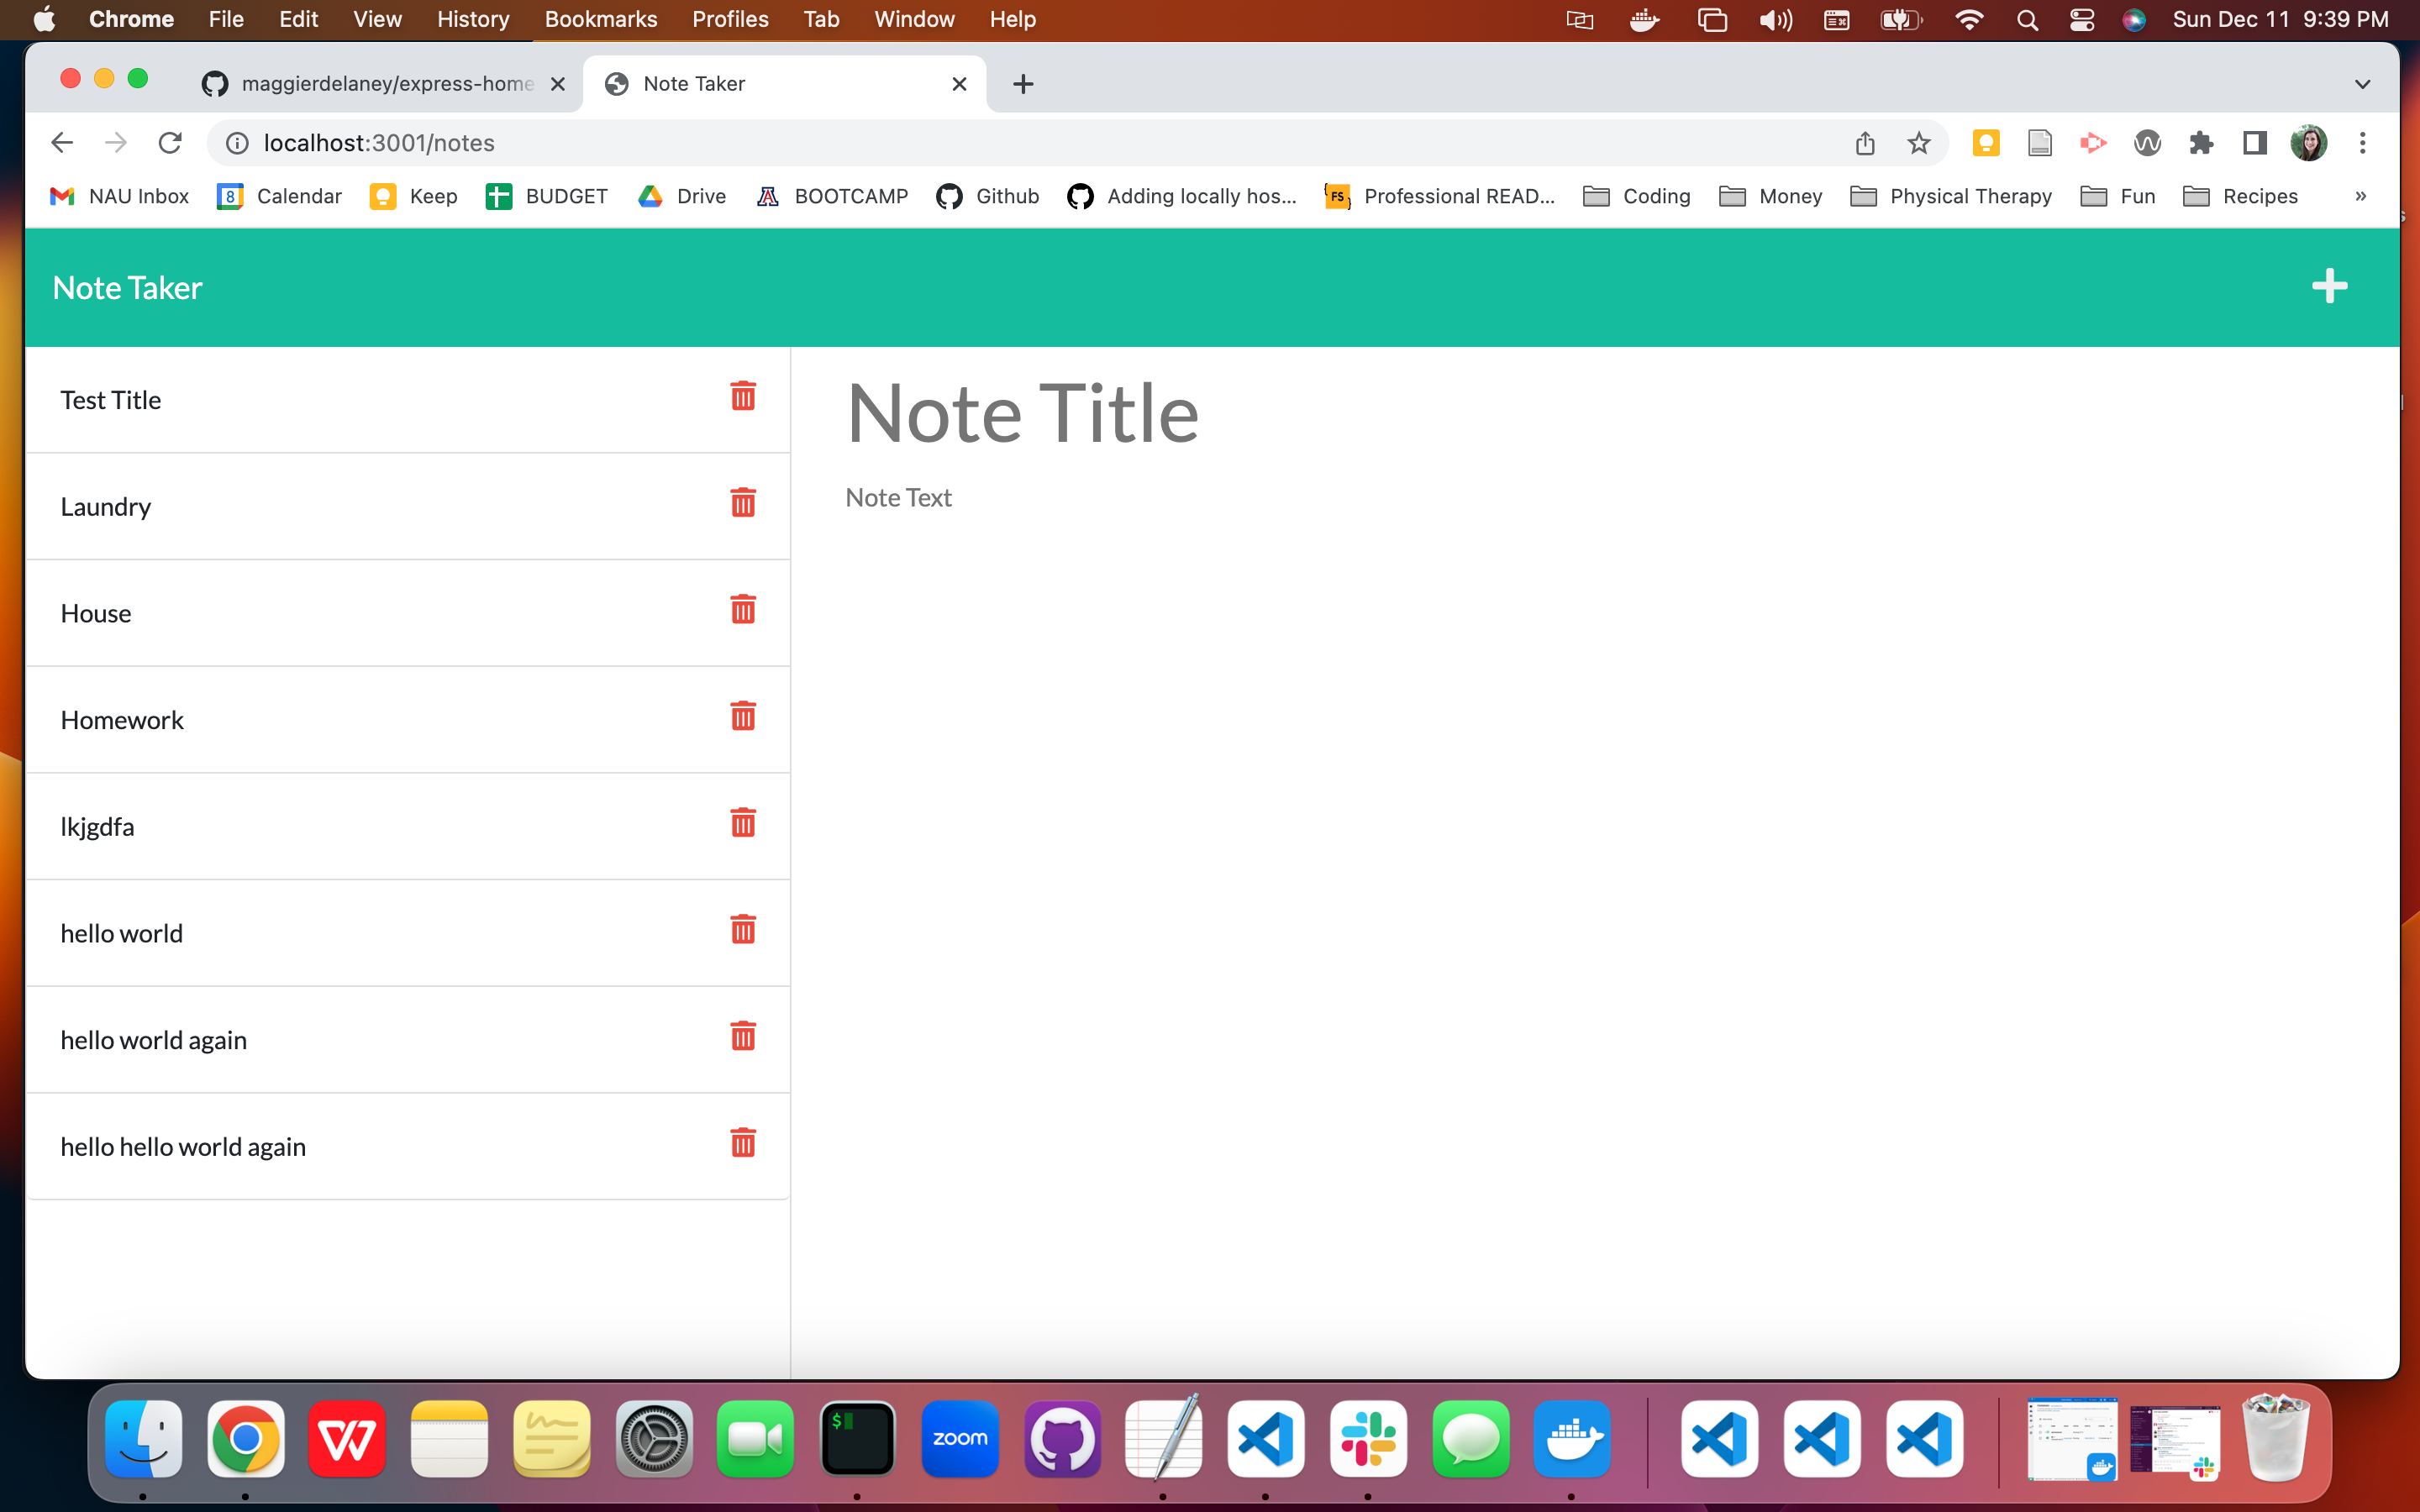 Chrome File Edit View History Bookmarks Profiles Tab Window Help Sun Dec 11 9:39 PM
maggierdelaney/express-home Note Taker
localhost:3001/notes
NAU Inbox 8 Calendar Keep BUDGET Drive BOOTCAMP Github Adding locally hos... FS Professional READ... Coding Money Physical Therapy Fun Recipes »
Note Taker
Test Title
Laundry
House
Homework
lkjgdfa
hello world
hello world again
hello hello world again
Note Title
Note Text
$ zoom